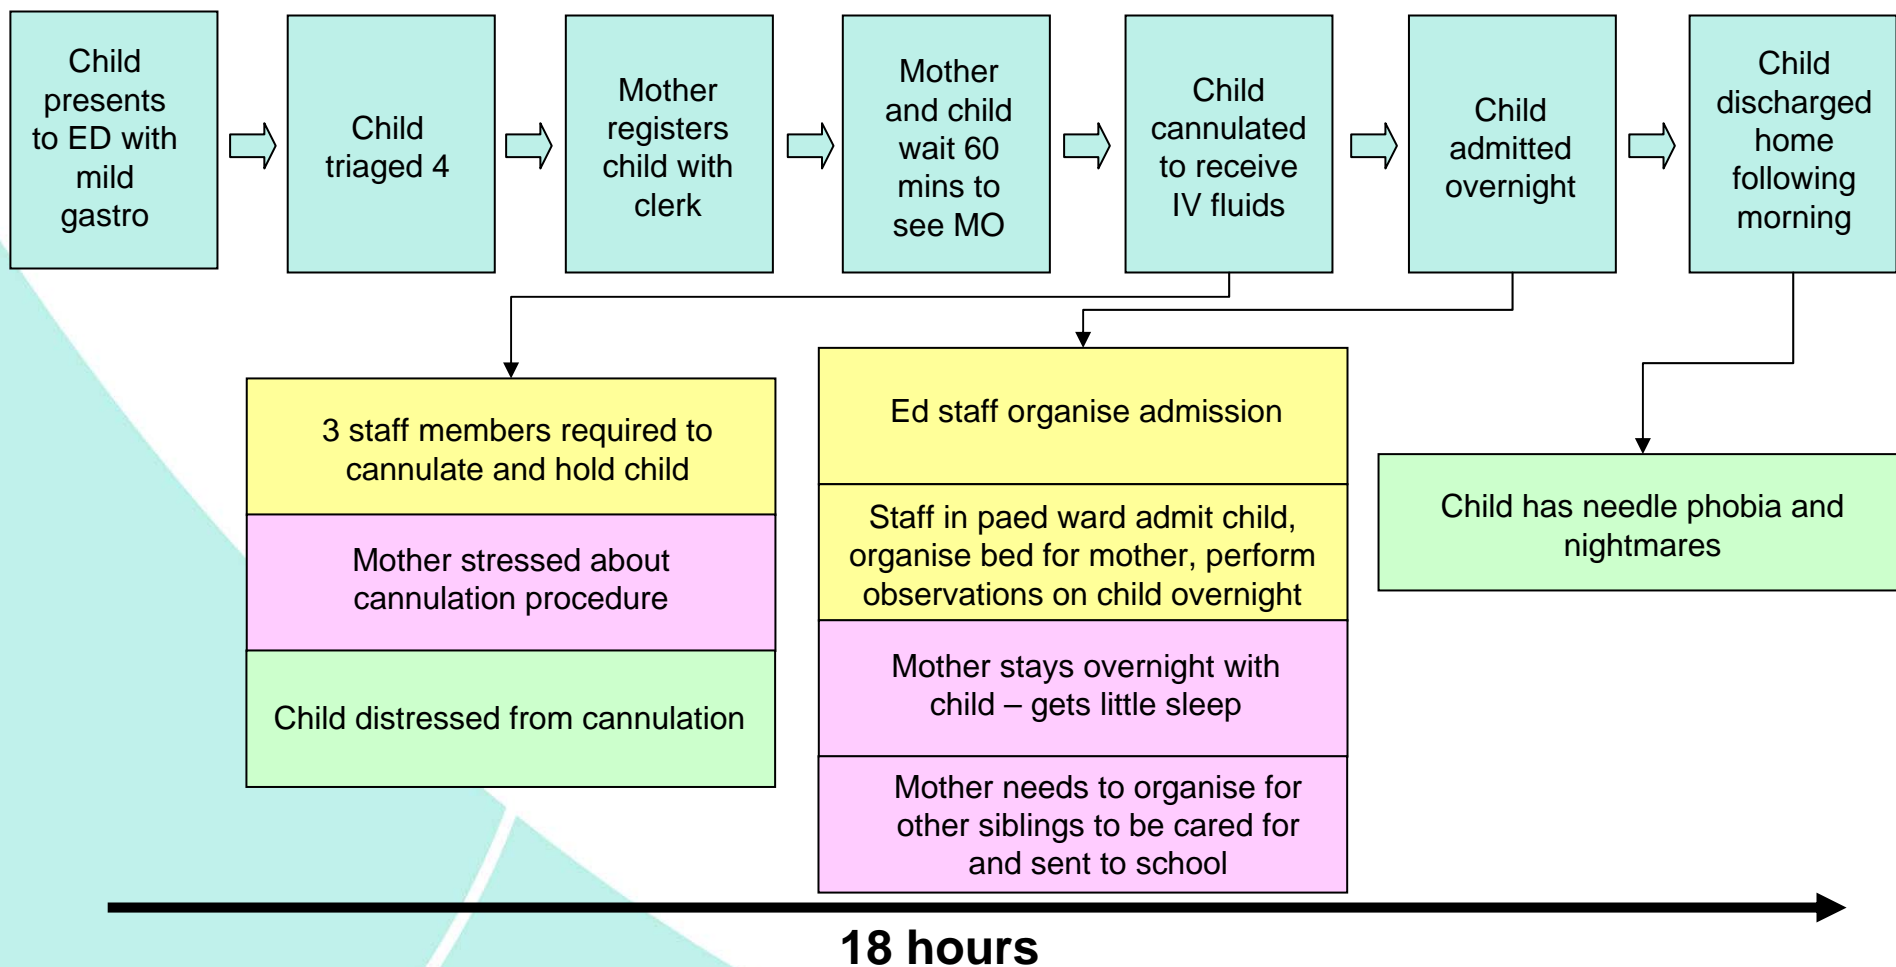 Child
presents
to ED with
mild
gastro
Child
triaged 4
Mother
registers
child with
clerk
Mother
and child
wait 60
mins to
see MO
Child
cannulated
to receive
IV fluids
Child
admitted
overnight
Child
discharged
home
following
morning
3 staff members required to
cannulate and hold child
Mother stressed about
cannulation procedure
Child distressed from cannulation
Ed staff organise admission
Staff in paed ward admit child,
organise bed for mother, perform
observations on child overnight
Mother stays overnight with
child – gets little sleep
Mother needs to organise for
other siblings to be cared for
and sent to school
Child has needle phobia and
nightmares
18 hours